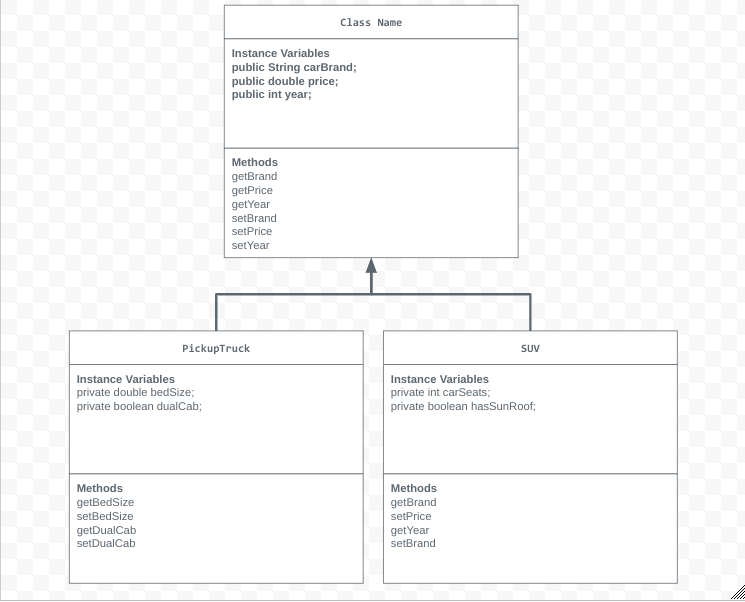 Class Name
Instance Variables
public String carBrand;
public double price;
public int year;
Methods
getBrand
getPrice
getYear
setBrand
setPrice
setYear
PickupTruck
Instance Variables
private double bedSize;
private boolean dualCab;
Methods
getBedSize
setBedSize
getDualCab
setDualCab
SUV
Instance Variables
private int carSeats;
private boolean hasSunRoof;
Methods
getBrand
setPrice
getYear
setBrand